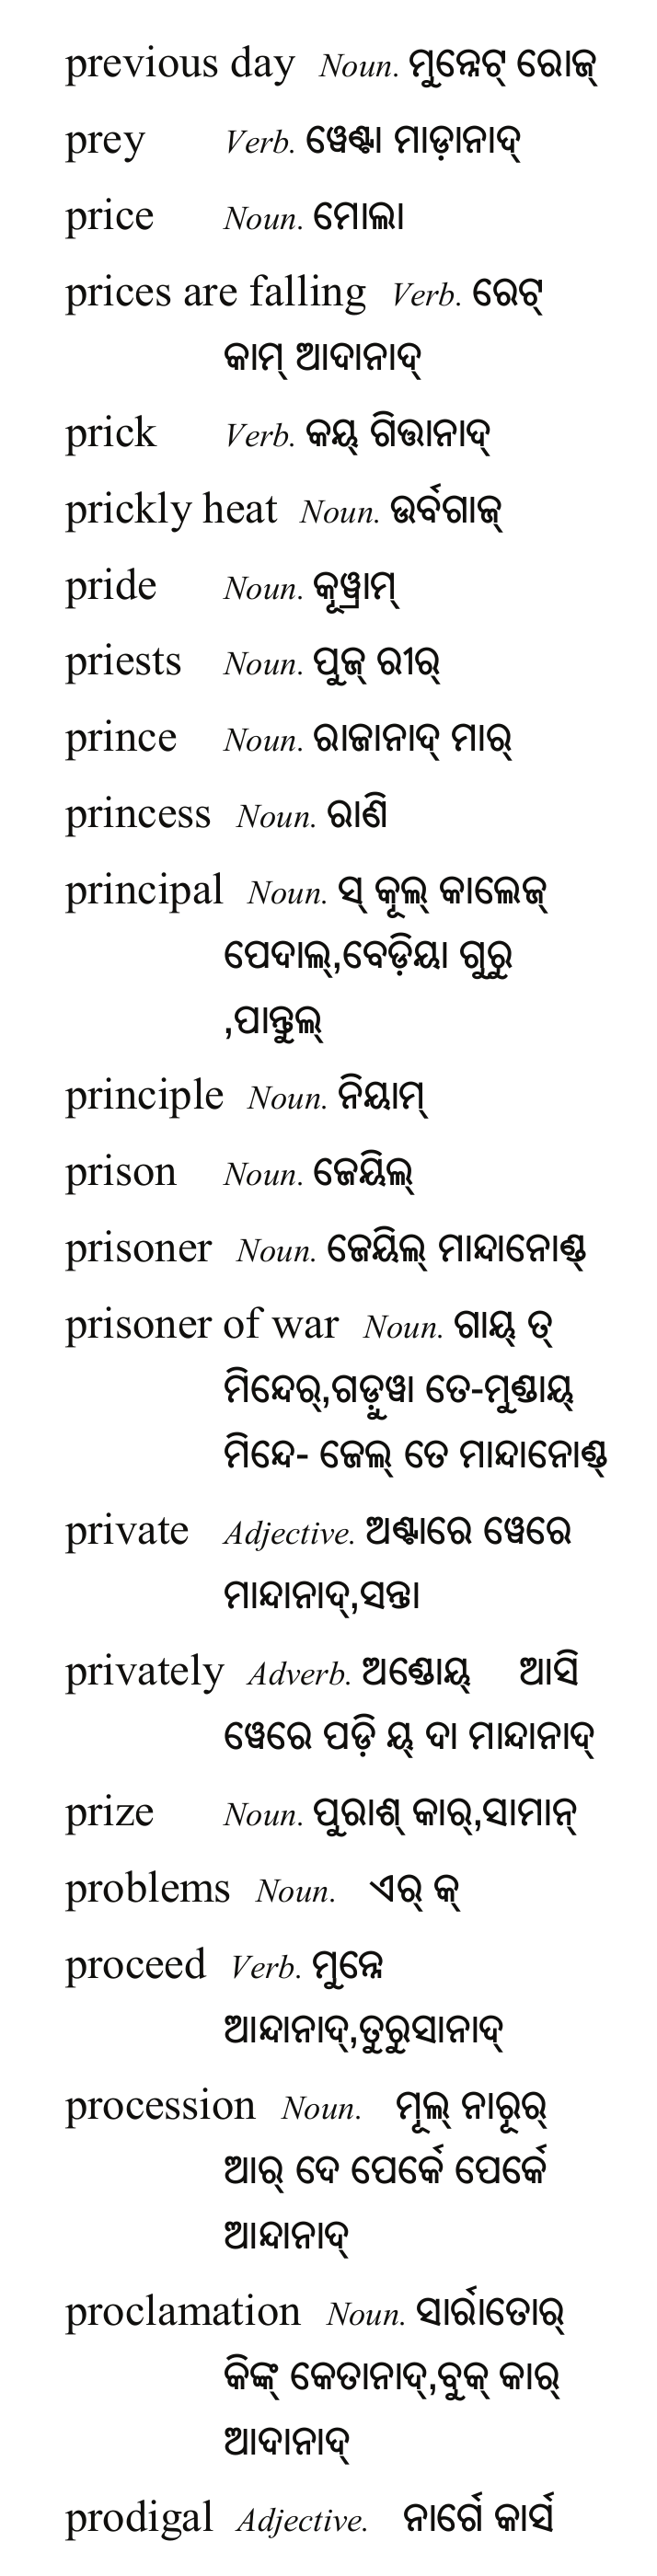 previous day Noun. ମୁନ୍ନେଟ୍ ରୋଜ୍
prey Verb. ୱେଣ୍ଟା ମାଡ଼ାନାଦ୍
price Noun. ମୋଲା
prices are falling Verb. ରେଟ୍
କାମ୍ ଆଦାନାଦ୍
prick Verb. କୟ୍ ଗିତ୍ତାନାଦ୍
prickly heat Noun. ଉର୍ବଗାଜ୍
pride Noun. କୂୱ୍ରାମ୍
priests Noun. ପୁଜ୍ ରୀର୍
prince Noun. ରାଜାନାଦ୍ ମାର୍
princess Noun. ରାଣି
principal Noun. ସ୍ କୂଲ୍ କାଲେଜ୍
ପେଦାଲ୍,ବେଡ଼ିୟା ଗୁରୁ
,ପାନ୍ତୁଲ୍
principle Noun. ନିୟାମ୍
prison Noun. ଜେୟିଲ୍
prisoner Noun. ଜେୟିଲ୍ ମାନ୍ଦାନୋଣ୍ଡ୍
prisoner of war Noun. ଗାୟ୍ ତ୍
ମିନ୍ଦେର୍,ଗଡ଼ୁୱା ତେ-ମୁଣ୍ଡାୟ୍
ମିନ୍ଦେ- ଜେଲ୍ ତେ ମାନ୍ଦାନୋଣ୍ଡ୍
private Adjective. ଅଣ୍ଟାରେ ୱେରେ
ମାନ୍ଦାନାଦ୍,ସନ୍ତା
privately Adverb. ଅଣ୍ଡୋୟ୍ ଆସି
ୱେରେ ପଡ଼ି ୟ୍ ଦା ମାନ୍ଦାନାଦ୍
prize Noun. ପୁରାଶ୍ କାର୍,ସାମାନ୍
problems Noun. ଏର୍ କ୍
proceed Verb. ମୁନ୍ନେ
ଆନ୍ଦାନାଦ୍,ତୁରୁସାନାଦ୍
procession Noun. ମୂଲ୍ ନାରୂର୍
ଆର୍ ଦେ ପେର୍କେ ପେର୍କେ
ଆନ୍ଦାନାଦ୍
proclamation Noun. ସାର୍ରାତୋର୍
କିଙ୍କ୍ କେତାନାଦ୍,ବୁକ୍ କାର୍
ଆଦାନାଦ୍
prodigal Adjective. ନାର୍ଗେ କାର୍ସ